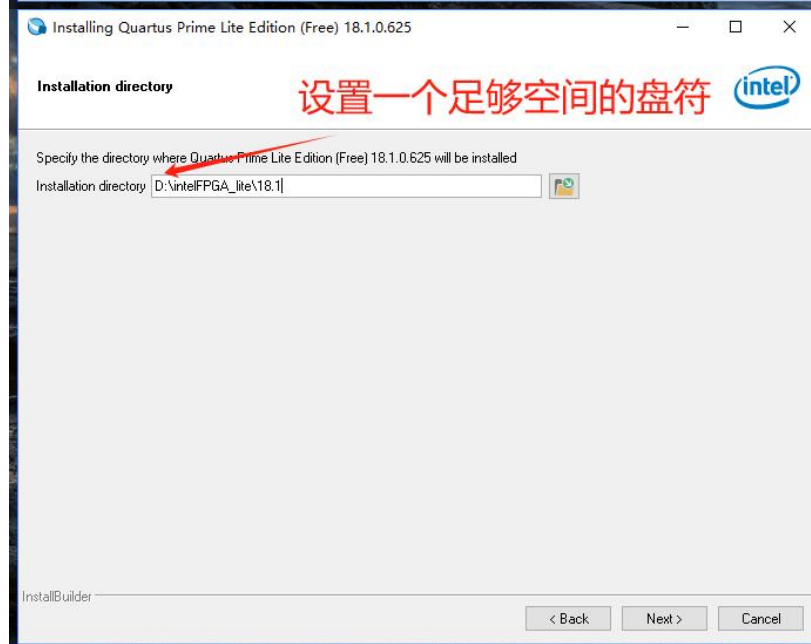 Installing Quartus Prime Lite Edition (Free) 18.1.0.625
Installation directory
设置一个足够空间的盘符
intel
Specify the directory where Quartus Prime Lite Edition (Free) 18.1.0.625 will be installed
Installation directory D:\intelFPGA_lite\18.1
InstallBuilder
< Back Next > Cancel